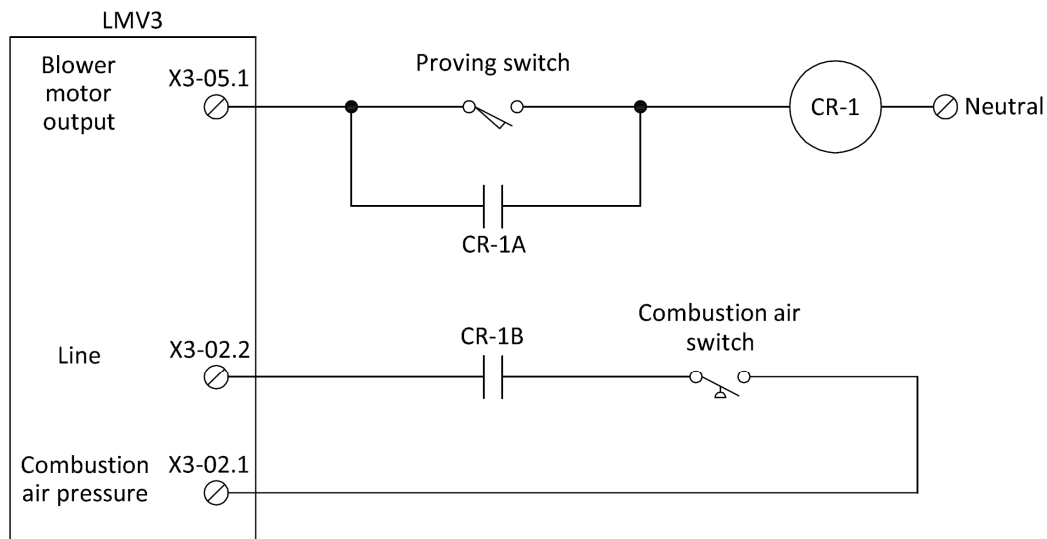 LMV3
Blower
motor
output
X3-05.1
Proving switch
CR-1
Neutral
CR-1A
Line
X3-02.2
CR-1B
Combustion air
switch
Combustion
air pressure
X3-02.1